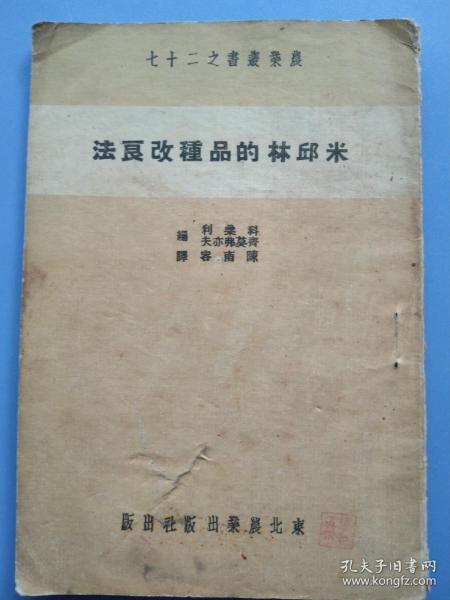 農業叢書之二十七
米邱林的品種改良法
科業利
齊莫弗亦夫 編
陳南容 譯
東北農業出版社出版
孔夫子旧书网
www.kongfz.com